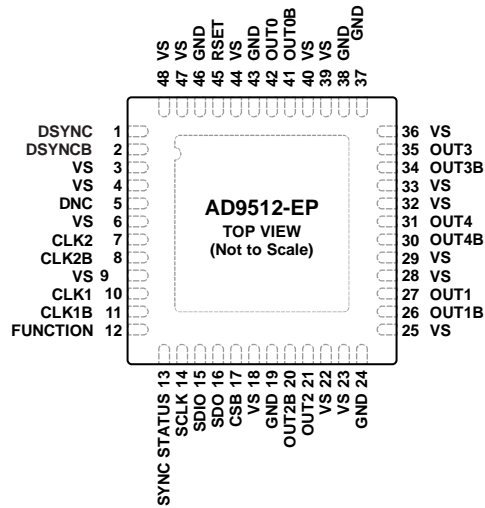 48 VS
47 VS
46 GND
45 RSET
44 VS
43 GND
42 OUT0
41 OUT0B
40 VS
39 VS
38 GND
37 GND
DSYNC 1
DSYNCB 2
VS 3
VS 4
DNC 5
VS 6
CLK2 7
CLK2B 8
VS 9
CLK1 10
CLK1B 11
FUNCTION 12
AD9512-EP
TOP VIEW
(Not to Scale)
36 VS
35 OUT3
34 OUT3B
33 VS
32 VS
31 OUT4
30 OUT4B
29 VS
28 VS
27 OUT1
26 OUT1B
25 VS
SYNC STATUS 13
SCLK 14
SDIO 15
SDO 16
CSB 17
VS 18
GND 19
OUT2B 20
OUT2 21
VS 22
VS 23
GND 24